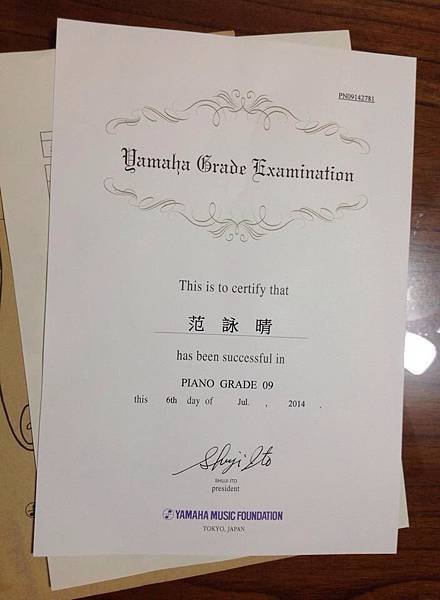 PN09142781
Yamaha Grade Examination
This is to certify that
范 詠 晴
has been successful in
PIANO GRADE 09
this 6th day of Jul. , 2014 .
Shuji Ito
SHUJI ITO
president
YAMAHA MUSIC FOUNDATION
TOKYO, JAPAN